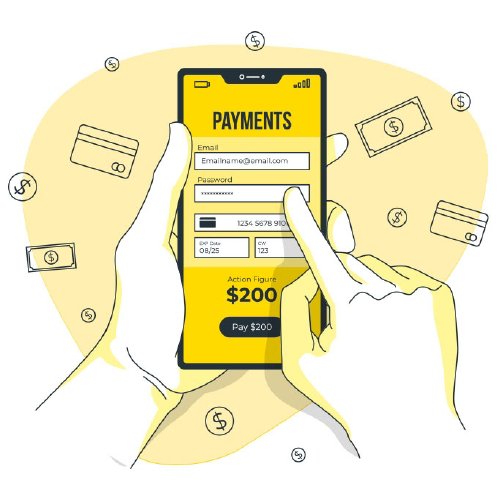 PAYMENTS
Email
Emailname@email.com
Password
xxxxxxxxxxx
1234 5678 910
EXP Date
08/25
CVV
123
Action Figure
$200
Pay $200